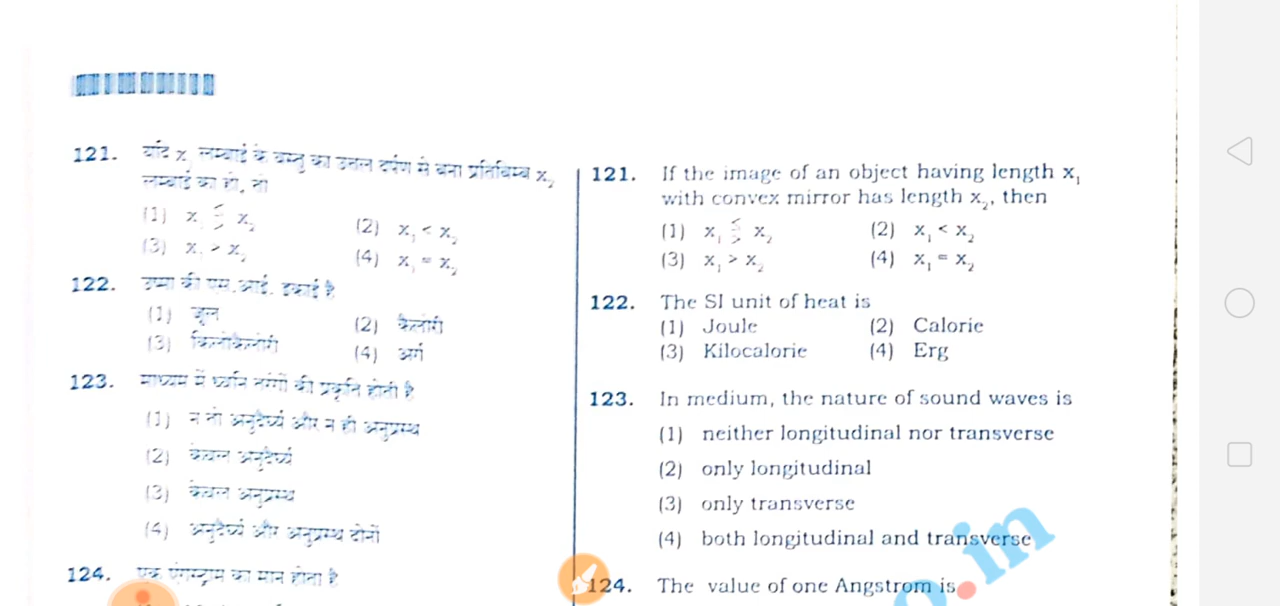 121. यदि x₁ लम्बाई के वस्तु का उत्तल दर्पण से बना प्रतिबिम्ब x₂
लम्बाई का हो, तो
(1) x₁ ⪋ x₂ (2) x₁ < x₂
(3) x₁ > x₂ (4) x₁ = x₂
122. उष्मा की एस.आई. इकाई है
(1) जूल (2) कैलोरी
(3) किलोकैलोरी (4) अर्ग
123. माध्यम में ध्वनि तरंगों की प्रकृति होती है
(1) न तो अनुदैर्घ्य और न ही अनुप्रस्थ
(2) केवल अनुदैर्घ्य
(3) केवल अनुप्रस्थ
(4) अनुदैर्घ्य और अनुप्रस्थ दोनों
124. एक एंगस्ट्राम का मान होता है
121. If the image of an object having length x₁
with convex mirror has length x₂, then
(1) x₁ ⪋ x₂ (2) x₁ < x₂
(3) x₁ > x₂ (4) x₁ = x₂
122. The SI unit of heat is
(1) Joule (2) Calorie
(3) Kilocalorie (4) Erg
123. In medium, the nature of sound waves is
(1) neither longitudinal nor transverse
(2) only longitudinal
(3) only transverse
(4) both longitudinal and transverse
124. The value of one Angstrom is
.in